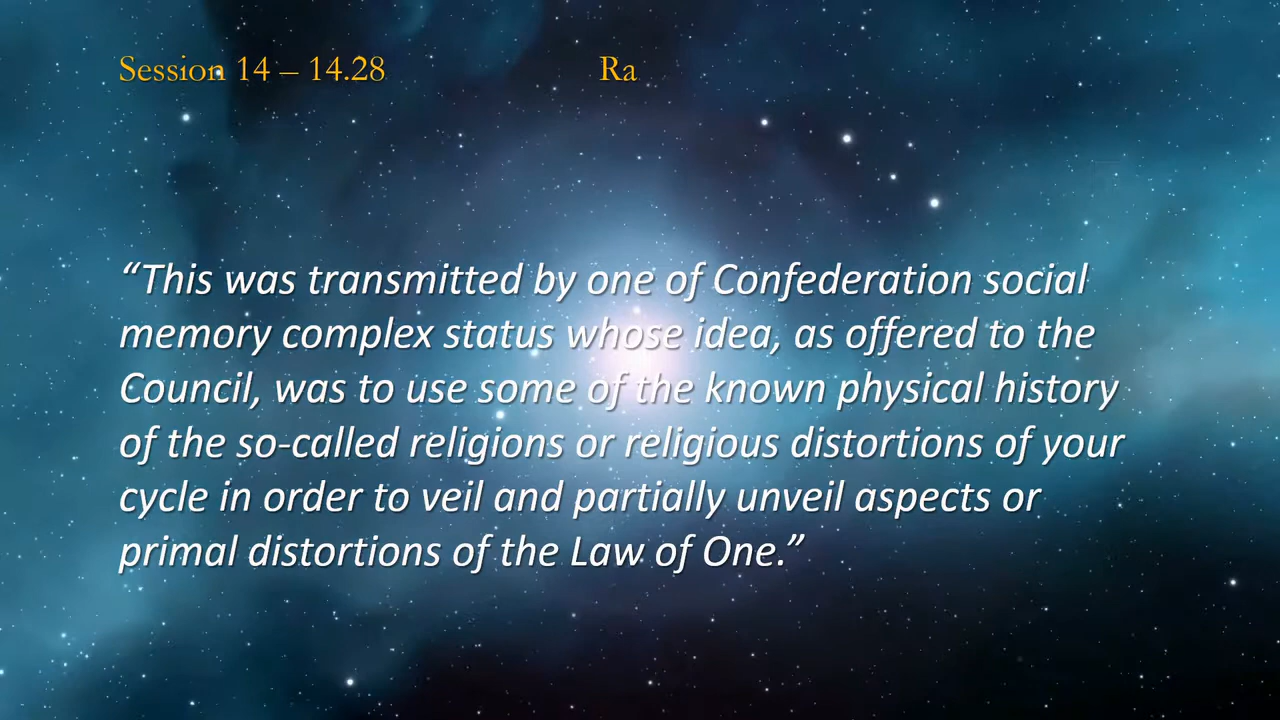 Session 14 – 14.28 Ra
“This was transmitted by one of Confederation social
memory complex status whose idea, as offered to the
Council, was to use some of the known physical history
of the so-called religions or religious distortions of your
cycle in order to veil and partially unveil aspects or
primal distortions of the Law of One.”